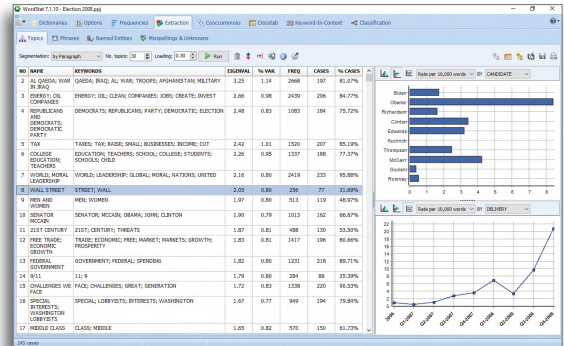 WordStat 7.1.10 - Election 2008.ppj
Dictionaries Options Frequencies Extraction Cooccurrences Crosstab Keyword-In-Context Classification
Topics Phrases Named Entities Misspellings & Unknowns
Segmentation: by Paragraph No. topics: 30 Loading: 0.30 Run
NO NAME KEYWORDS EIGENVAL % VAR FREQ CASES % CASES
2 AL QAEDA; WAR QAEDA; IRAQ; AL; WAR; TROOPS; AFGHANISTAN; MILITARY 3.25 1.14 2668 197 81.07%
IN IRAQ
3 ENERGY; OIL ENERGY; OIL; CLEAN; COMPANIES; JOBS; CREATE; INVEST 2.66 0.98 2439 206 84.77%
COMPANIES
4 REPUBLICANS DEMOCRATS; REPUBLICANS; PARTY; DEMOCRATIC; ELECTION 2.48 0.83 1083 184 75.72%
AND
DEMOCRATS;
DEMOCRATIC
PARTY
5 TAX TAXES; TAX; RAISE; SMALL; BUSINESSES; INCOME; CUT 2.42 1.01 1520 207 85.19%
6 COLLEGE EDUCATION; TEACHERS; SCHOOL; COLLEGE; STUDENTS; 2.26 0.95 1337 188 77.37%
EDUCATION; SCHOOLS; CHILD
TEACHERS
7 WORLD; MORAL WORLD; LEADERSHIP; GLOBAL; MORAL; NATIONS; UNITED 2.16 0.80 2419 233 95.88%
LEADERSHIP
8 WALL STREET STREET; WALL 2.05 0.80 256 77 31.69%
9 MEN AND MEN; WOMEN 1.97 0.80 513 119 48.97%
WOMEN
10 SENATOR SENATOR; MCCAIN; OBAMA; JOHN; CLINTON 1.90 0.79 1013 162 66.67%
MCCAIN
11 21ST CENTURY 21ST; CENTURY; THREATS 1.87 0.81 488 130 53.50%
12 FREE TRADE; TRADE; ECONOMIC; FREE; MARKET; MARKETS; GROWTH; 1.83 0.81 1417 196 80.66%
ECONOMIC PROSPERITY
GROWTH
13 FEDERAL GOVERNMENT; FEDERAL; SPENDING 1.82 0.80 1231 218 89.71%
GOVERNMENT
14 9/11 11; 9 1.79 0.80 284 86 35.39%
15 CHALLENGES WE FACE; CHALLENGES; GREAT; GENERATION 1.72 0.83 1338 220 90.53%
FACE
16 SPECIAL SPECIAL; LOBBYISTS; INTERESTS; WASHINGTON 1.67 0.77 949 194 79.84%
INTERESTS;
WASHINGTON
LOBBYISTS
17 MIDDLE CLASS CLASS; MIDDLE 1.65 0.82 570 150 61.73%
243 cases
Rate per 10,000 words BY CANDIDATE
Biden
Obama
Richardson
Clinton
Edwards
Kucinich
Thompson
McCain
Giuliani
Romney
0 1 2 3 4 5 6 7 8
Rate per 10,000 words BY DELIVERY
22
20
18
16
14
12
10
8
6
4
2
0
2006 Q1-2007 Q2-2007 Q3-2007 Q4-2007 Q1-2008 Q2-2008 Q3-2008 Q4-2008